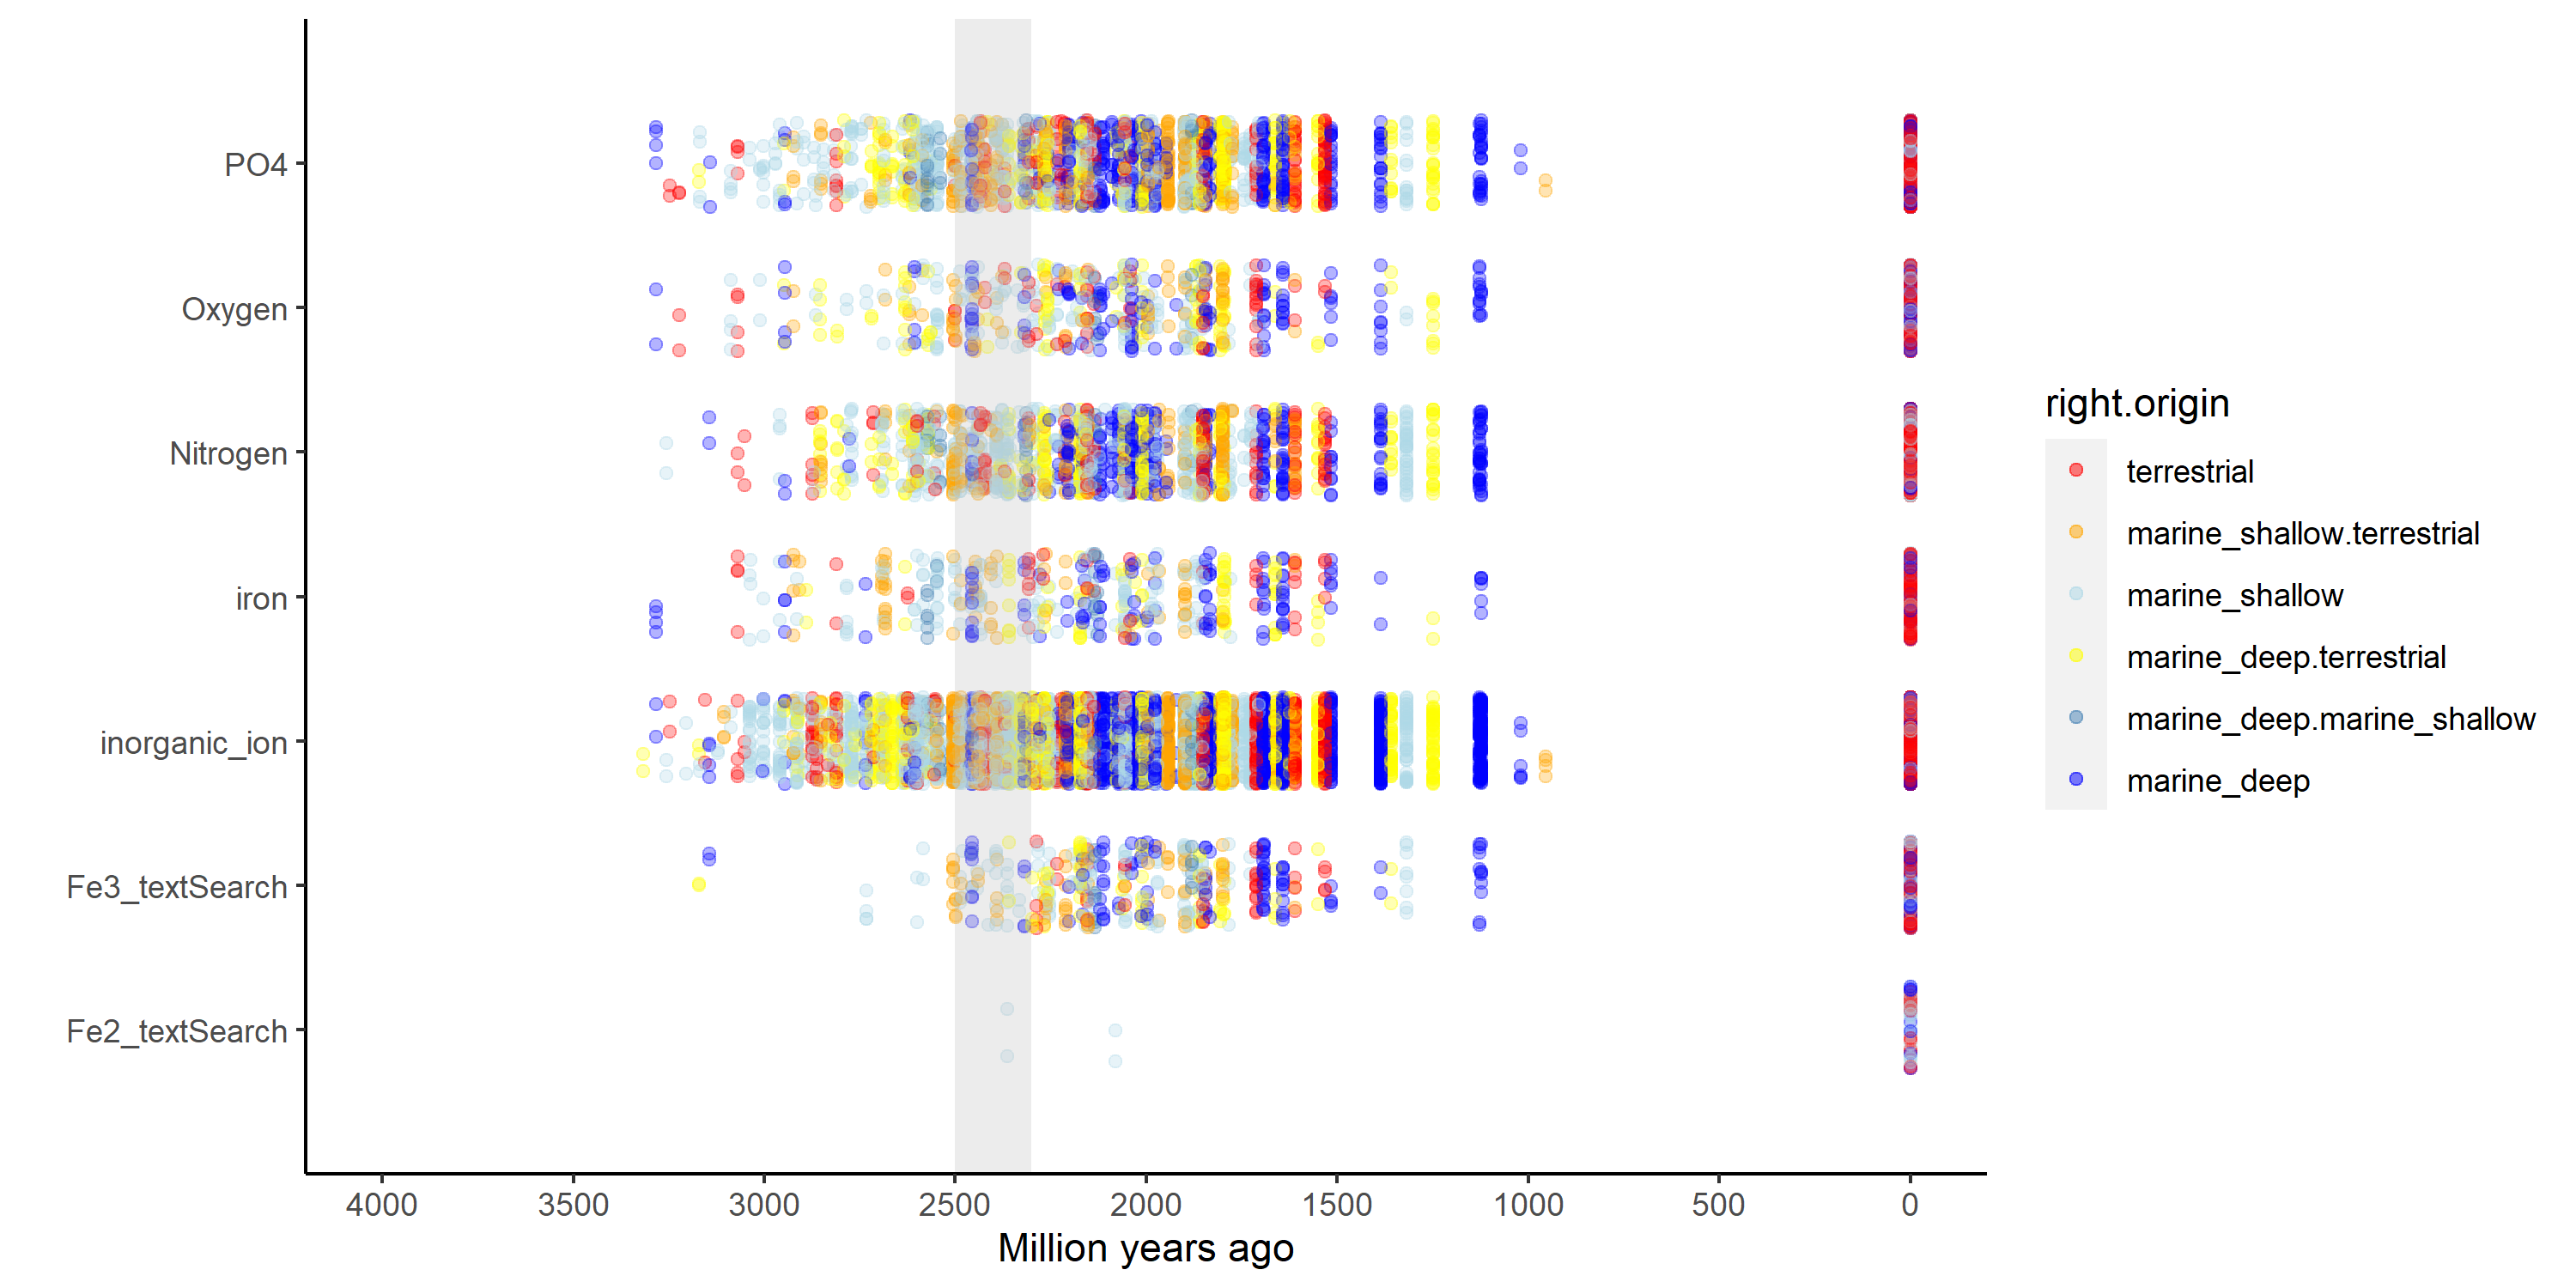 PO4
Oxygen
Nitrogen
iron
inorganic_ion
Fe3_textSearch
Fe2_textSearch
4000 3500 3000 2500 2000 1500 1000 500 0
Million years ago
right.origin
terrestrial
marine_shallow.terrestrial
marine_shallow
marine_deep.terrestrial
marine_deep.marine_shallow
marine_deep